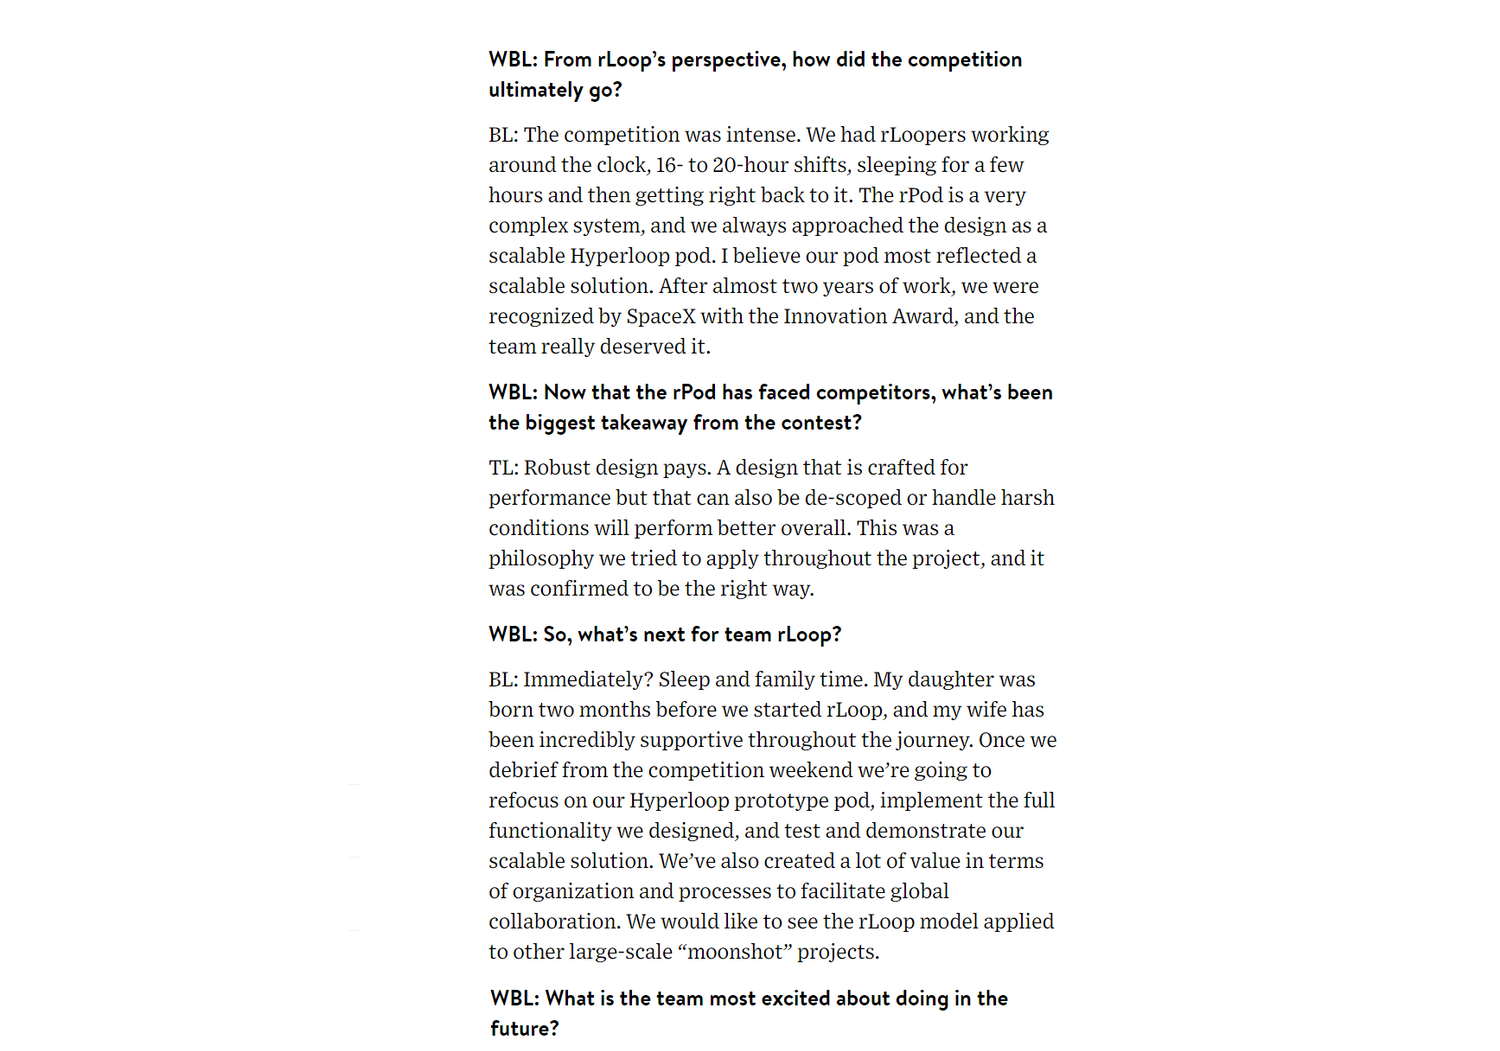 WBL: From rLoop’s perspective, how did the competition
ultimately go?
BL: The competition was intense. We had rLoopers working
around the clock, 16- to 20-hour shifts, sleeping for a few
hours and then getting right back to it. The rPod is a very
complex system, and we always approached the design as a
scalable Hyperloop pod. I believe our pod most reflected a
scalable solution. After almost two years of work, we were
recognized by SpaceX with the Innovation Award, and the
team really deserved it.
WBL: Now that the rPod has faced competitors, what’s been
the biggest takeaway from the contest?
TL: Robust design pays. A design that is crafted for
performance but that can also be de-scoped or handle harsh
conditions will perform better overall. This was a
philosophy we tried to apply throughout the project, and it
was confirmed to be the right way.
WBL: So, what’s next for team rLoop?
BL: Immediately? Sleep and family time. My daughter was
born two months before we started rLoop, and my wife has
been incredibly supportive throughout the journey. Once we
debrief from the competition weekend we’re going to
refocus on our Hyperloop prototype pod, implement the full
functionality we designed, and test and demonstrate our
scalable solution. We’ve also created a lot of value in terms
of organization and processes to facilitate global
collaboration. We would like to see the rLoop model applied
to other large-scale “moonshot” projects.
WBL: What is the team most excited about doing in the
future?